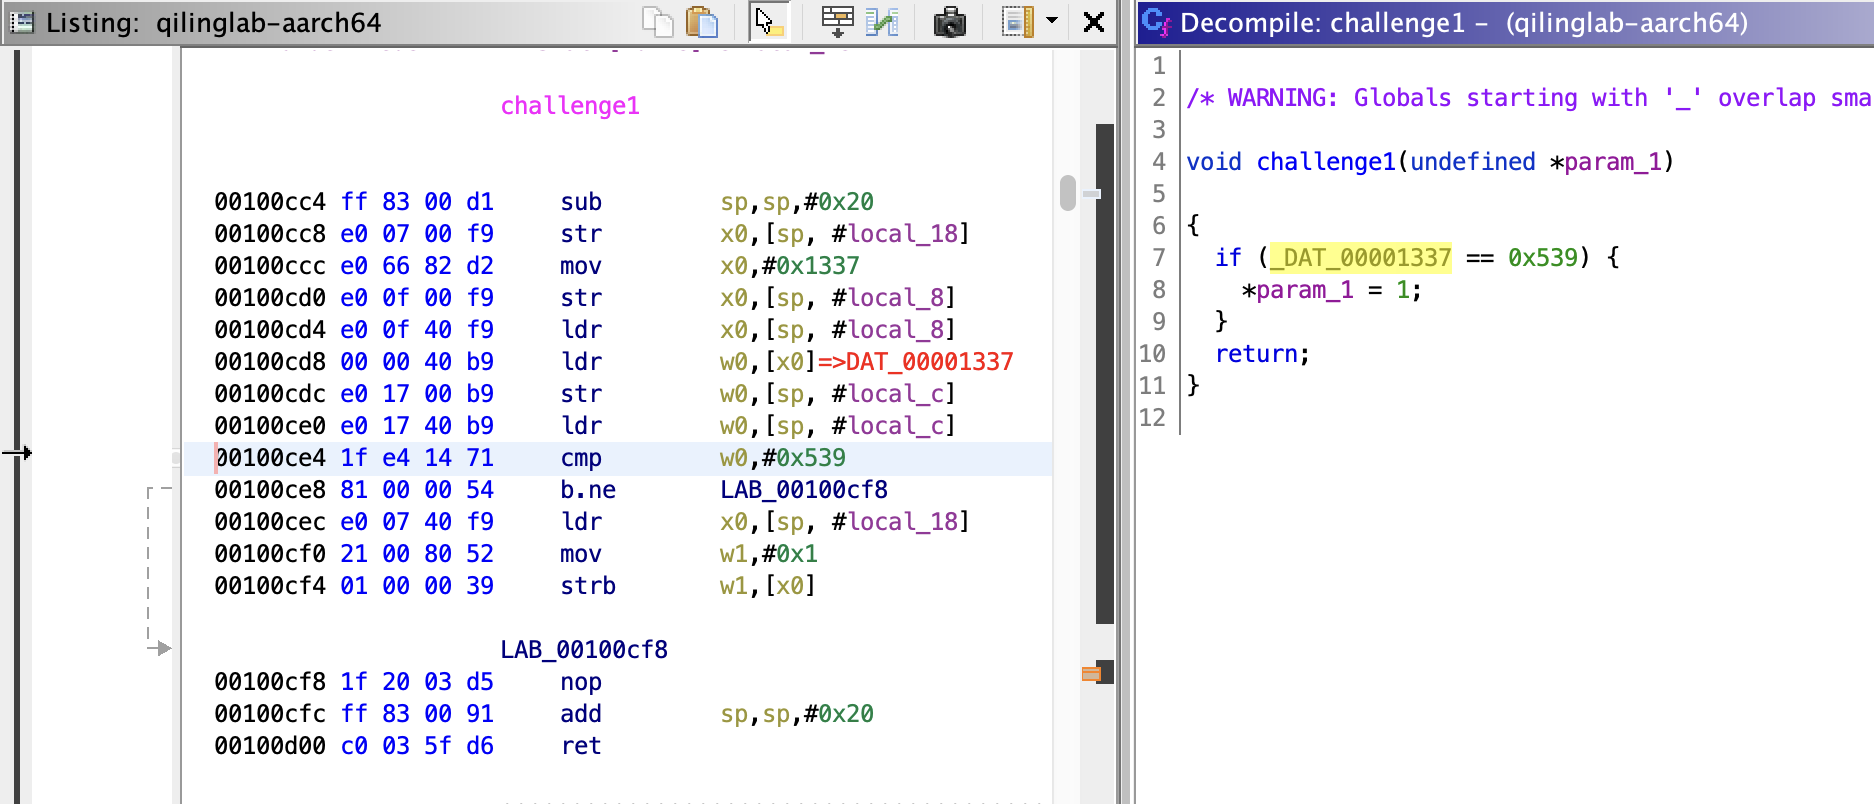 Listing: qilinglab-aarch64
challenge1
00100cc4 ff 83 00 d1 sub sp,sp,#0x20
00100cc8 e0 07 00 f9 str x0,[sp, #local_18]
00100ccc e0 66 82 d2 mov x0,#0x1337
00100cd0 e0 0f 00 f9 str x0,[sp, #local_8]
00100cd4 e0 0f 40 f9 ldr x0,[sp, #local_8]
00100cd8 00 00 40 b9 ldr w0,[x0]=>DAT_00001337
00100cdc e0 17 00 b9 str w0,[sp, #local_c]
00100ce0 e0 17 40 b9 ldr w0,[sp, #local_c]
00100ce4 1f e4 14 71 cmp w0,#0x539
00100ce8 81 00 00 54 b.ne LAB_00100cf8
00100cec e0 07 40 f9 ldr x0,[sp, #local_18]
00100cf0 21 00 80 52 mov w1,#0x1
00100cf4 01 00 00 39 strb w1,[x0]
LAB_00100cf8
00100cf8 1f 20 03 d5 nop
00100cfc ff 83 00 91 add sp,sp,#0x20
00100d00 c0 03 5f d6 ret
Decompile: challenge1 – (qilinglab-aarch64)
1
2 /* WARNING: Globals starting with '_' overlap sma
3
4 void challenge1(undefined *param_1)
5
6 {
7 if (_DAT_00001337 == 0x539) {
8 *param_1 = 1;
9 }
10 return;
11 }
12